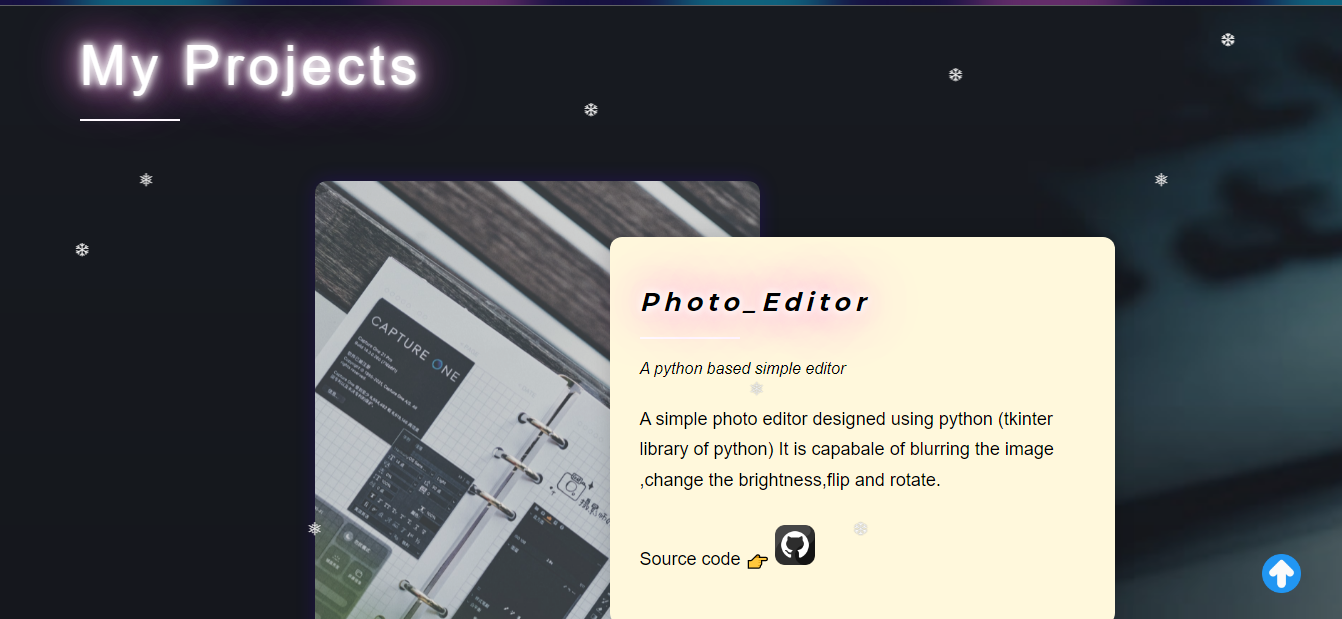 My Projects
CAPTURE ONE
Photo_Editor
A python based simple editor
A simple photo editor designed using python (tkinter
library of python) It is capabale of blurring the image
,change the brightness,flip and rotate.
Source code 👉